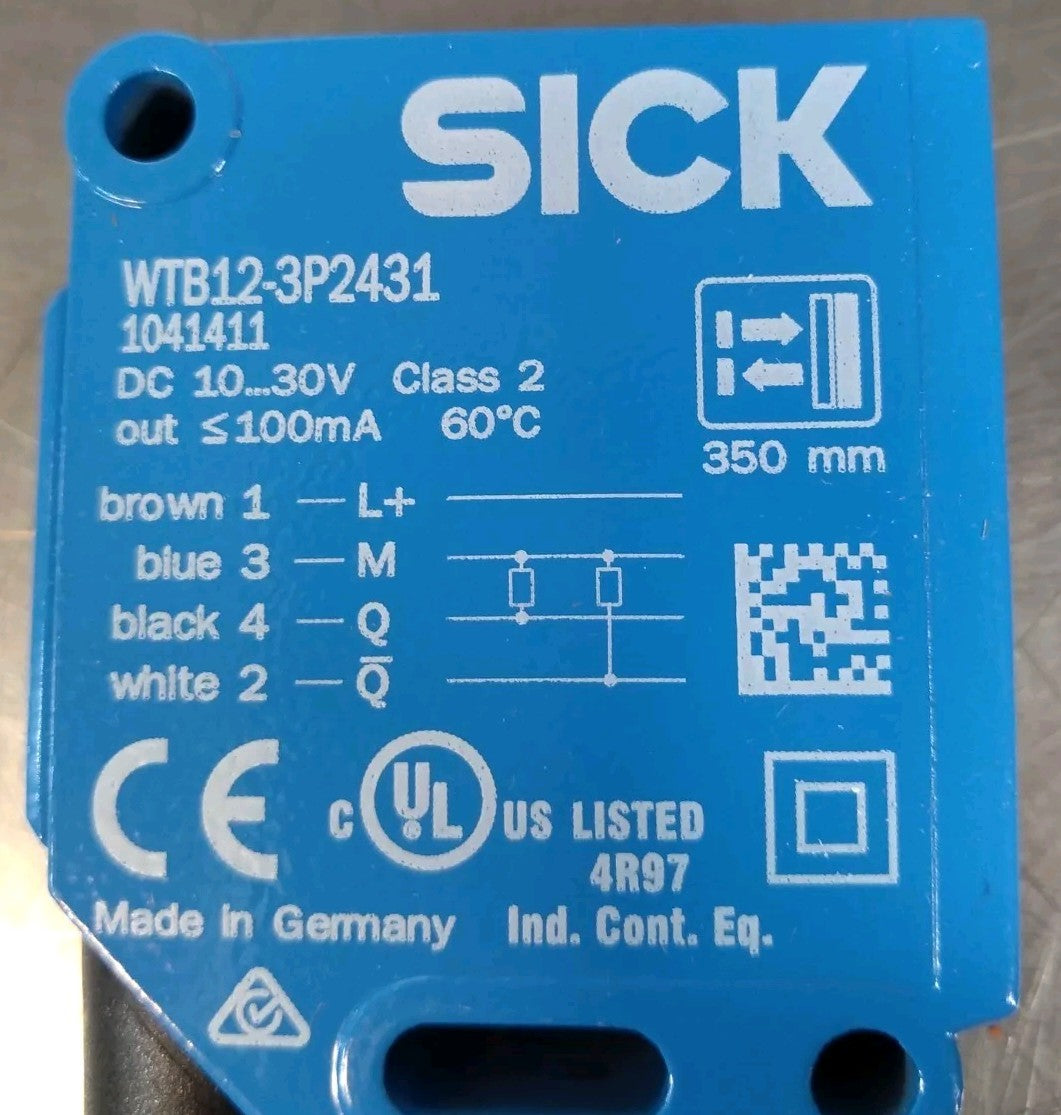 SICK
WTB12-3P2431
1041411
DC 10...30V Class 2
out ≤100mA 60°C
350 mm
brown 1 — L+
blue 3 — M
black 4 — Q
white 2 — Q̅
CE
C UL US LISTED
4R97
Made in Germany Ind. Cont. Eq.